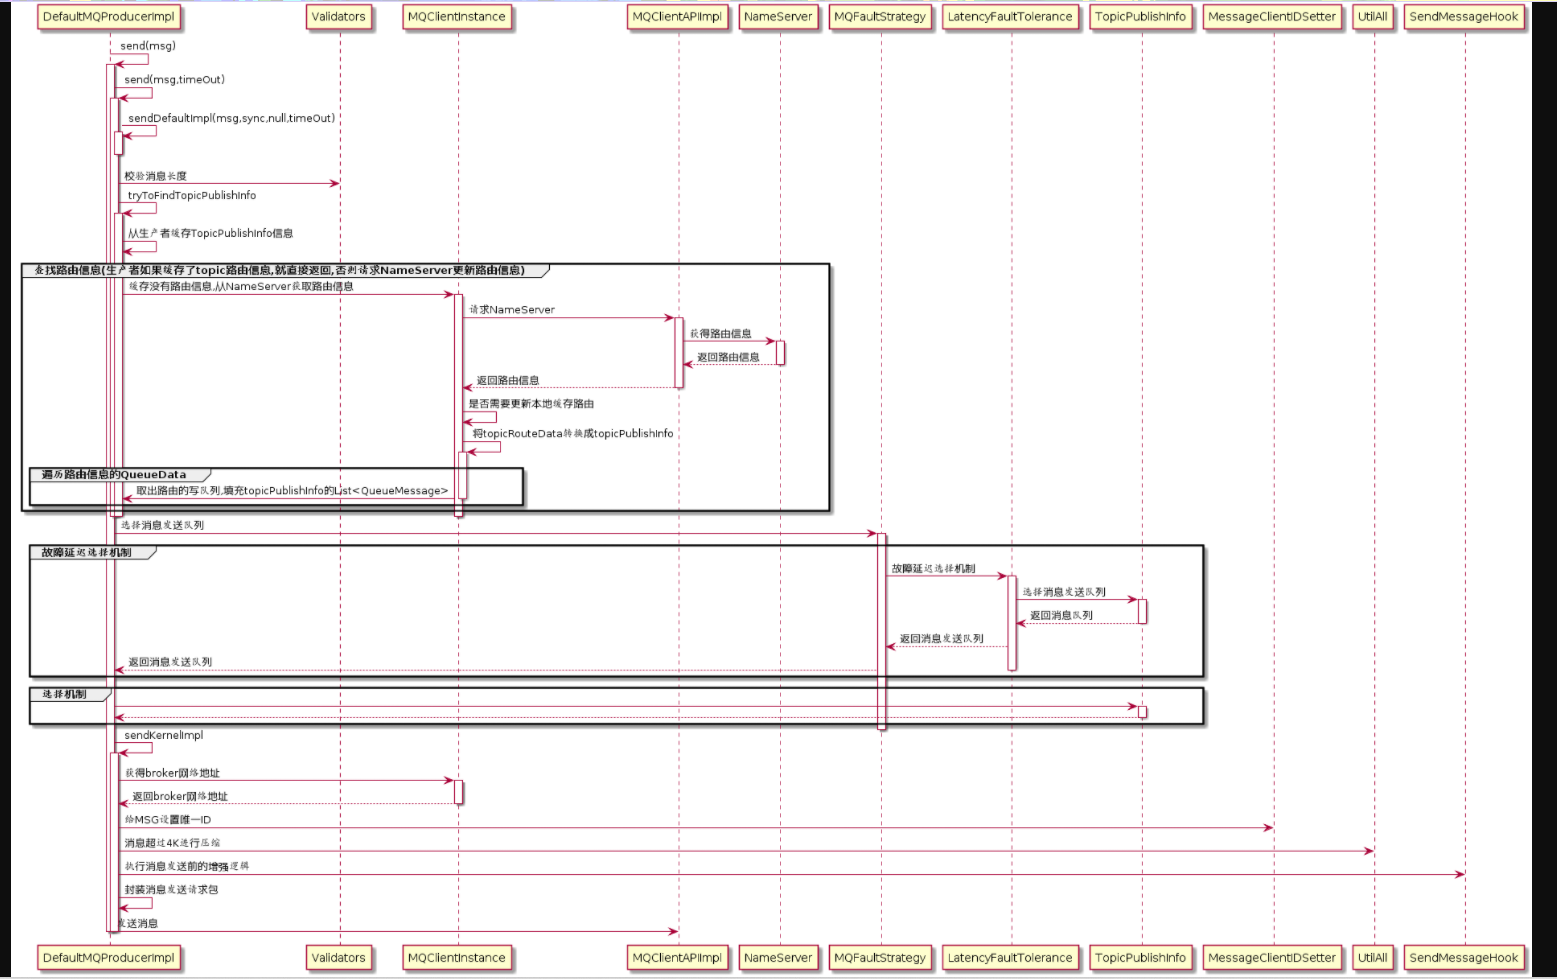 DefaultMQProducerImpl
Validators
MQClientInstance
MQClientAPIImpl
NameServer
MQFaultStrategy
LatencyFaultTolerance
TopicPublishInfo
MessageClientIDSetter
UtilAll
SendMessageHook
send(msg)
send(msg,timeOut)
sendDefaultImpl(msg,sync,null,timeOut)
校验消息长度
tryToFindTopicPublishInfo
从生产者缓存TopicPublishInfo信息
查找路由信息(生产者如果缓存了topic路由信息,就直接返回,否则请求NameServer更新路由信息)
缓存没有路由信息,从NameServer获取路由信息
请求NameServer
获得路由信息
返回路由信息
返回路由信息
是否需要更新本地缓存路由
将topicRouteData转换成topicPublishInfo
遍历路由信息的QueueData
取出路由的写队列,填充topicPublishInfo的List<QueueMessage>
选择消息发送队列
故障延迟选择机制
故障延迟选择机制
选择消息发送队列
返回消息队列
返回消息发送队列
返回消息发送队列
选择机制
sendKernelImpl
获得broker网络地址
返回broker网络地址
给MSG设置唯一ID
消息超过4K进行压缩
执行消息发送前的增强逻辑
封装消息发送请求包
发送消息
DefaultMQProducerImpl
Validators
MQClientInstance
MQClientAPIImpl
NameServer
MQFaultStrategy
LatencyFaultTolerance
TopicPublishInfo
MessageClientIDSetter
UtilAll
SendMessageHook